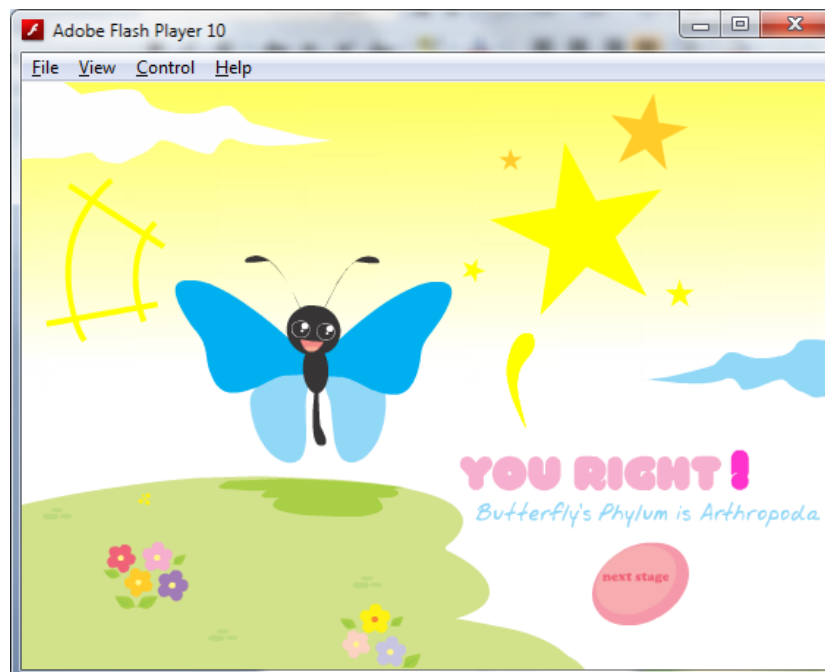 Adobe Flash Player 10
File View Control Help
YOU RIGHT!
Butterfly's Phylum is Arthropoda
next stage